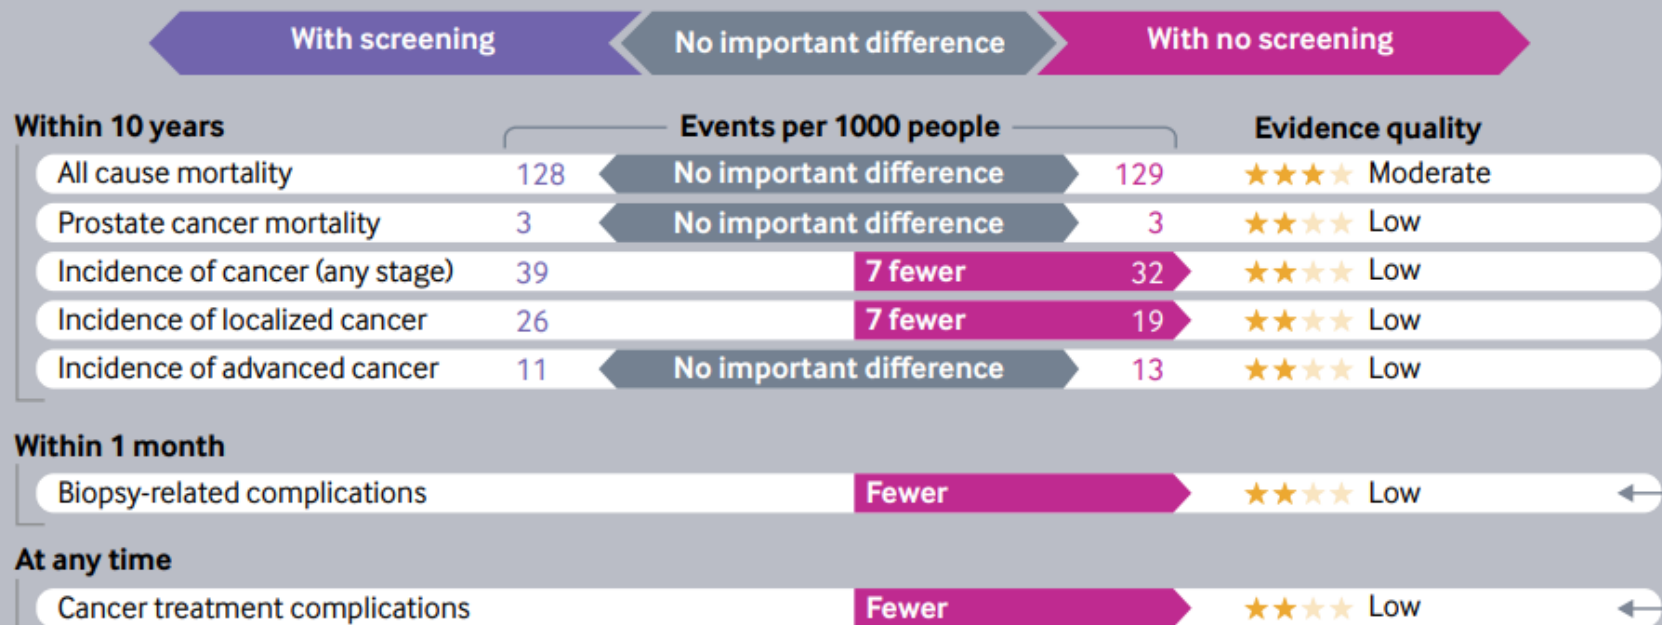 With screening No important difference With no screening
Within 10 years Events per 1000 people Evidence quality
All cause mortality 128 No important difference 129 Moderate
Prostate cancer mortality 3 No important difference 3 Low
Incidence of cancer (any stage) 39 7 fewer 32 Low
Incidence of localized cancer 26 7 fewer 19 Low
Incidence of advanced cancer 11 No important difference 13 Low
Within 1 month
Biopsy-related complications Fewer Low
At any time
Cancer treatment complications Fewer Low